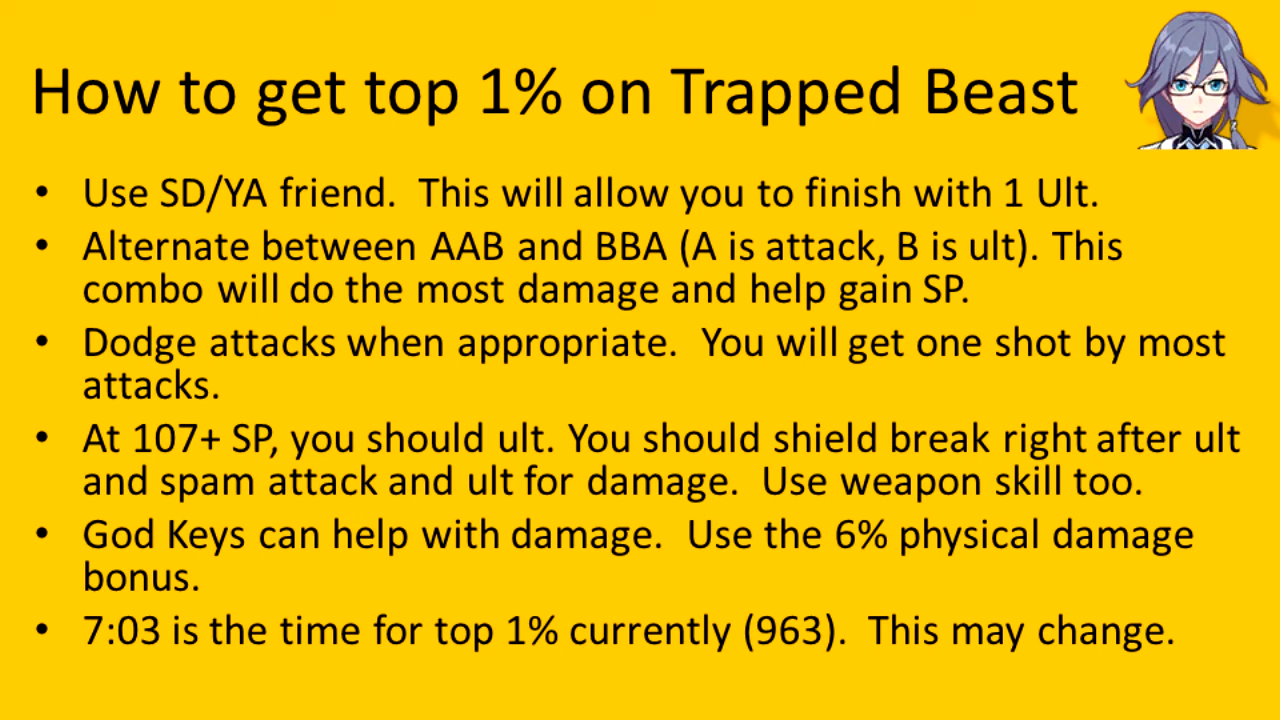 How to get top 1% on Trapped Beast
• Use SD/YA friend.  This will allow you to finish with 1 Ult.
• Alternate between AAB and BBA (A is attack, B is ult). This
combo will do the most damage and help gain SP.
• Dodge attacks when appropriate.  You will get one shot by most
attacks.
• At 107+ SP, you should ult. You should shield break right after ult
and spam attack and ult for damage.  Use weapon skill too.
• God Keys can help with damage.  Use the 6% physical damage
bonus.
• 7:03 is the time for top 1% currently (963).  This may change.